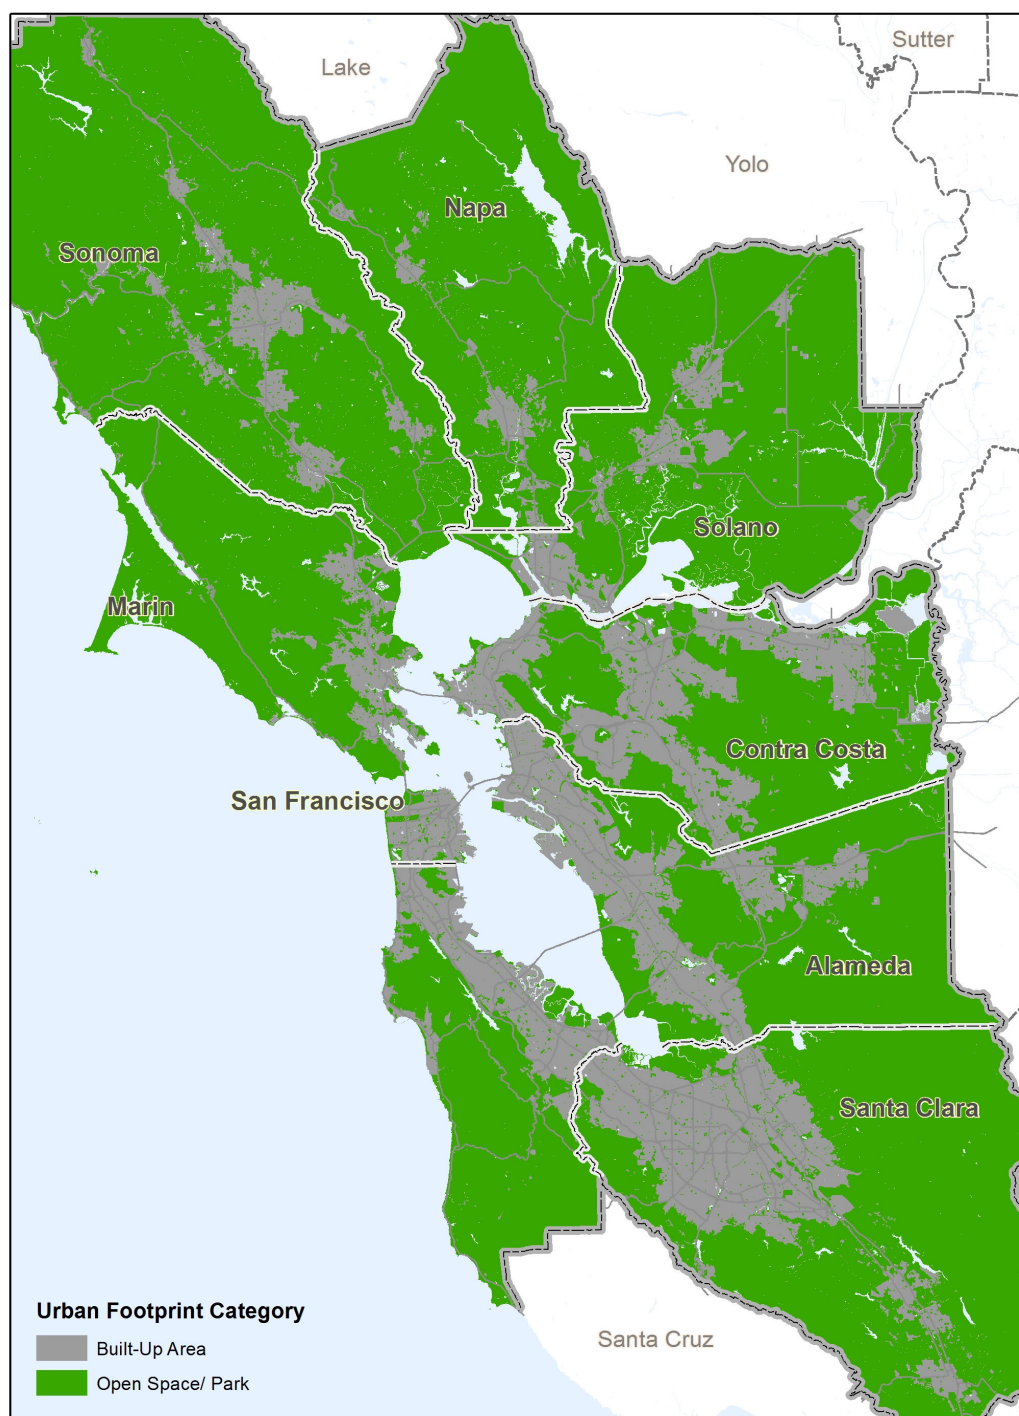 Sutter
Lake
Yolo
Napa
Sonoma
Solano
Marin
Contra Costa
San Francisco
Alameda
Santa Clara
Urban Footprint Category
Built-Up Area
Open Space/ Park
Santa Cruz